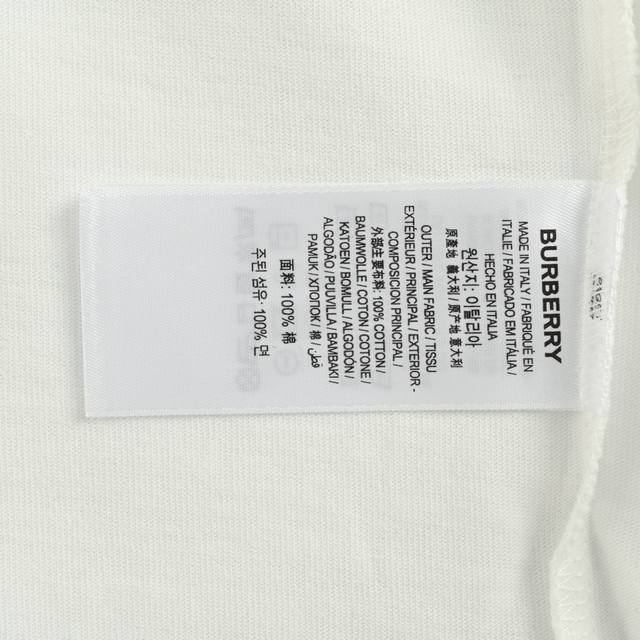 BURBERRY
MADE IN ITALY / FABRIQUÉ EN
ITALIE / FABRICADO EM ITÁLIA /
HECHO EN ITALIA
원산지: 이탈리아
原產地 義大利 / 原产地 意大利
OUTER / MAIN FABRIC / TISSU
EXTÉRIEUR / PRINCIPAL / EXTERIOR -
COMPOSICION PRINCIPAL /
外部主要布料: 100% COTTON /
BAUMWOLLE / COTON / COTONE /
KATOEN / BOMULL / ALGODÓN /
ALGODÃO / PUUVILLA / ΒΑΜΒΑΚΙ /
PAMUK / ХЛОПОК / 棉 / قطن /
面料: 100% 棉
주된 섬유: 100% 면